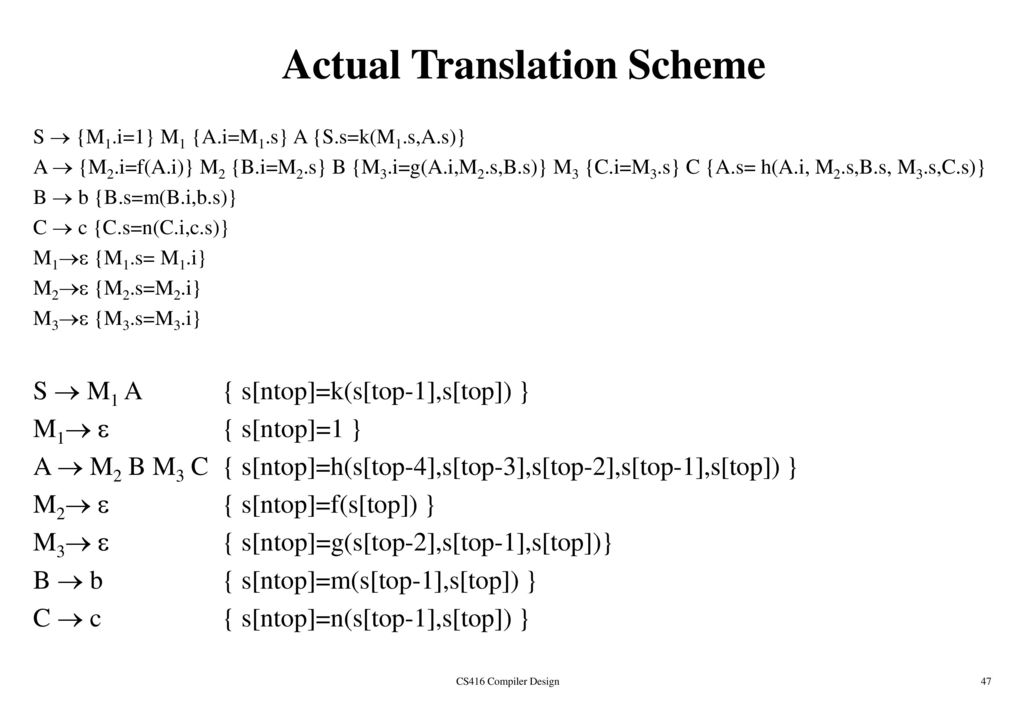 Actual Translation Scheme
S → {M₁.i=1} M₁ {A.i=M₁.s} A {S.s=k(M₁.s,A.s)}
A → {M₂.i=f(A.i)} M₂ {B.i=M₂.s} B {M₃.i=g(A.i,M₂.s,B.s)} M₃ {C.i=M₃.s} C {A.s= h(A.i, M₂.s,B.s, M₃.s,C.s)}
B → b {B.s=m(B.i,b.s)}
C → c {C.s=n(C.i,c.s)}
M₁→ε {M₁.s= M₁.i}
M₂→ε {M₂.s=M₂.i}
M₃→ε {M₃.s=M₃.i}
S → M₁ A { s[ntop]=k(s[top-1],s[top]) }
M₁→ ε { s[ntop]=1 }
A → M₂ B M₃ C { s[ntop]=h(s[top-4],s[top-3],s[top-2],s[top-1],s[top]) }
M₂→ ε { s[ntop]=f(s[top]) }
M₃→ ε { s[ntop]=g(s[top-2],s[top-1],s[top])}
B → b { s[ntop]=m(s[top-1],s[top]) }
C → c { s[ntop]=n(s[top-1],s[top]) }
CS416 Compiler Design 47